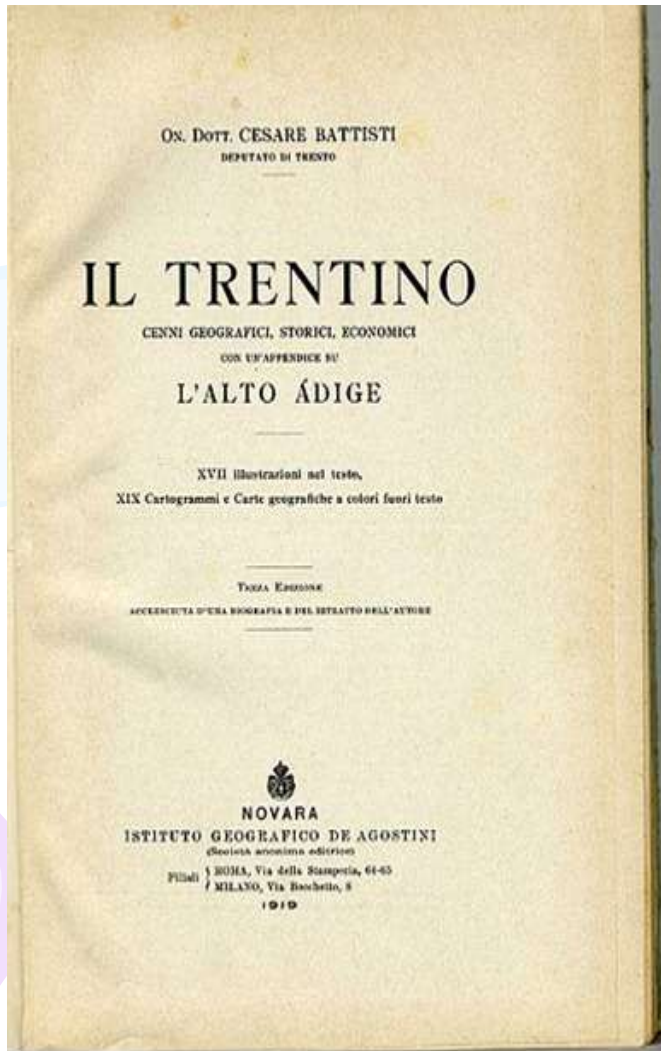 On. Dott. CESARE BATTISTI
DEPUTATO DI TRENTO
IL TRENTINO
CENNI GEOGRAFICI, STORICI, ECONOMICI
CON UN'APPENDICE SU
L'ALTO ÁDIGE
XVII illustrazioni nel testo,
XIX Cartogrammi e Carte geografiche a colori fuori testo
Terza Edizione
ACCRESCIUTA D'UNA BIOGRAFIA E DEL RITRATTO DELL'AUTORE
NOVARA
ISTITUTO GEOGRAFICO DE AGOSTINI
(Società anonima editrice)
Filiali { ROMA, Via della Stamperia, 64-65
MILANO, Via Bocchetto, 8
1919